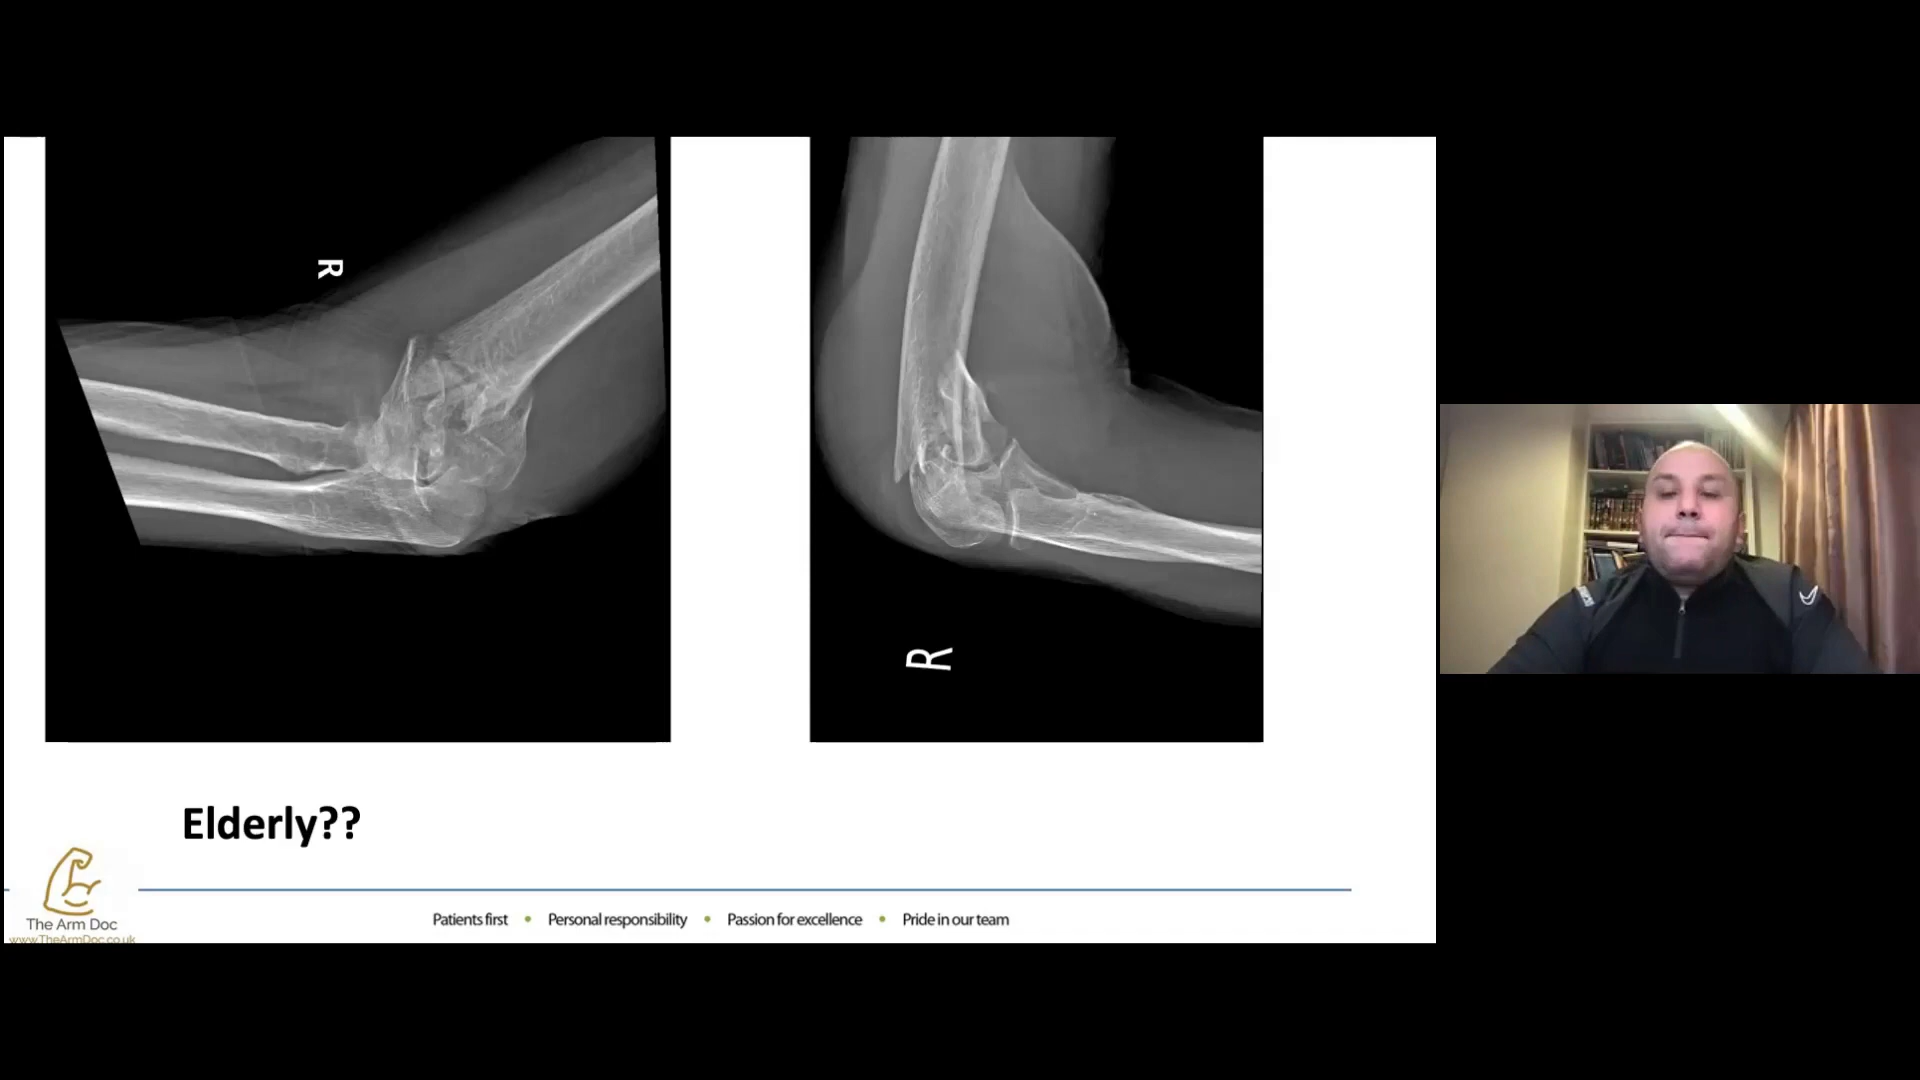 R
R
Elderly??
The Arm Doc
www.TheArmDoc.co.uk
Patients first • Personal responsibility • Passion for excellence • Pride in our team